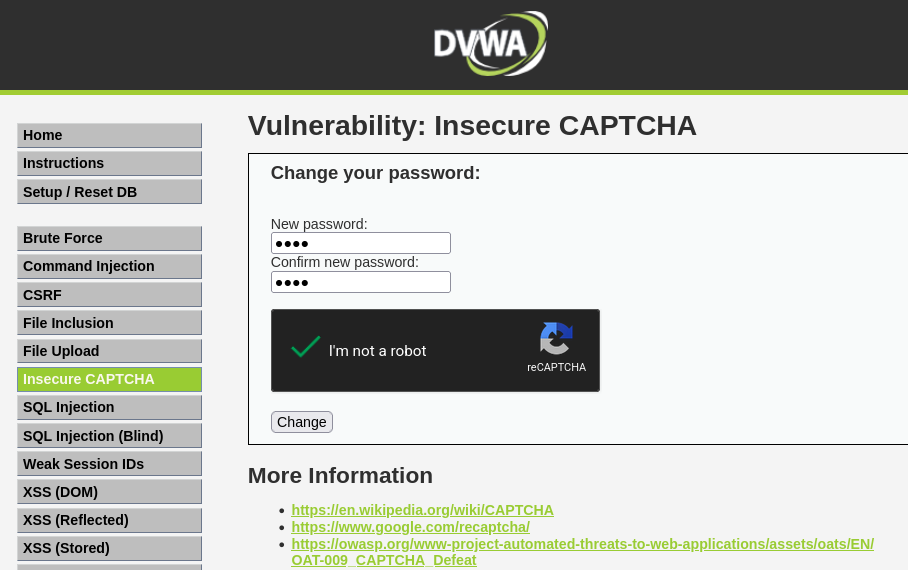 DVWA
Home
Instructions
Setup / Reset DB
Brute Force
Command Injection
CSRF
File Inclusion
File Upload
Insecure CAPTCHA
SQL Injection
SQL Injection (Blind)
Weak Session IDs
XSS (DOM)
XSS (Reflected)
XSS (Stored)
Vulnerability: Insecure CAPTCHA
Change your password:
New password:
●●●●
Confirm new password:
●●●●
I'm not a robot
reCAPTCHA
Change
More Information
https://en.wikipedia.org/wiki/CAPTCHA
https://www.google.com/recaptcha/
https://owasp.org/www-project-automated-threats-to-web-applications/assets/oats/EN/
OAT-009_CAPTCHA_Defeat